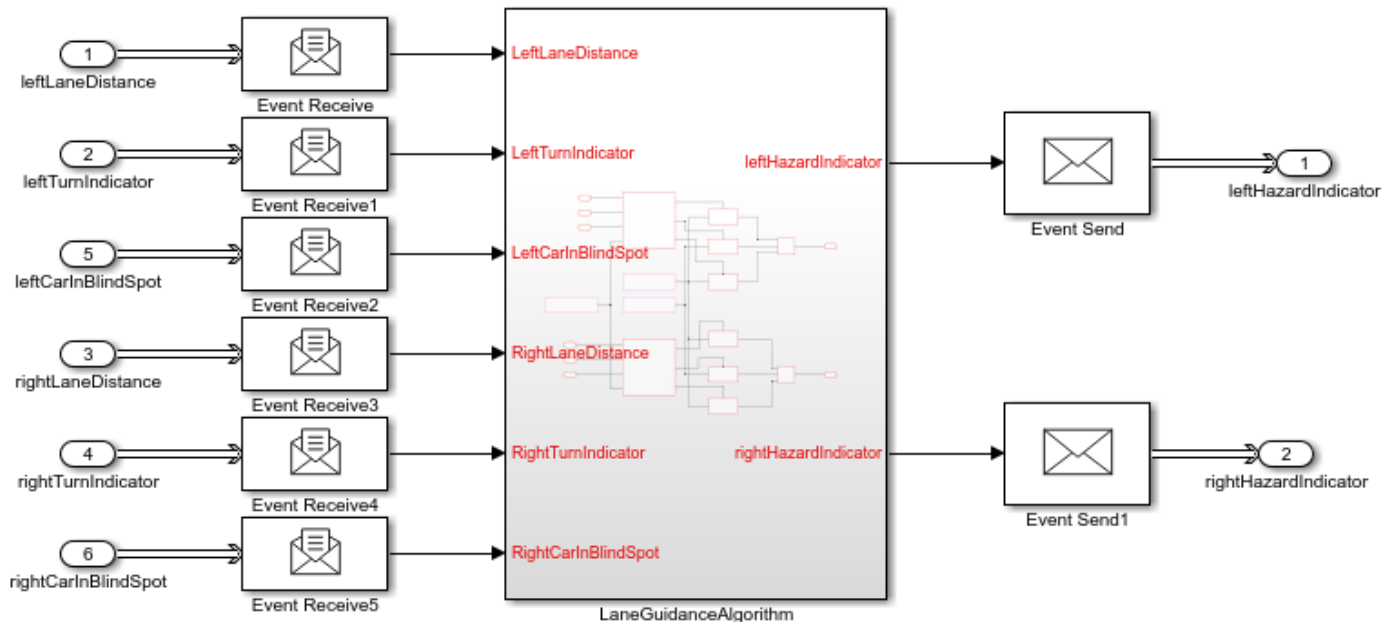 1
leftLaneDistance
Event Receive
LeftLaneDistance
2
leftTurnIndicator
Event Receive1
LeftTurnIndicator
5
leftCarInBlindSpot
Event Receive2
LeftCarInBlindSpot
3
rightLaneDistance
Event Receive3
RightLaneDistance
4
rightTurnIndicator
Event Receive4
RightTurnIndicator
6
rightCarInBlindSpot
Event Receive5
RightCarInBlindSpot
leftHazardIndicator
rightHazardIndicator
LaneGuidanceAlgorithm
Event Send
1
leftHazardIndicator
Event Send1
2
rightHazardIndicator